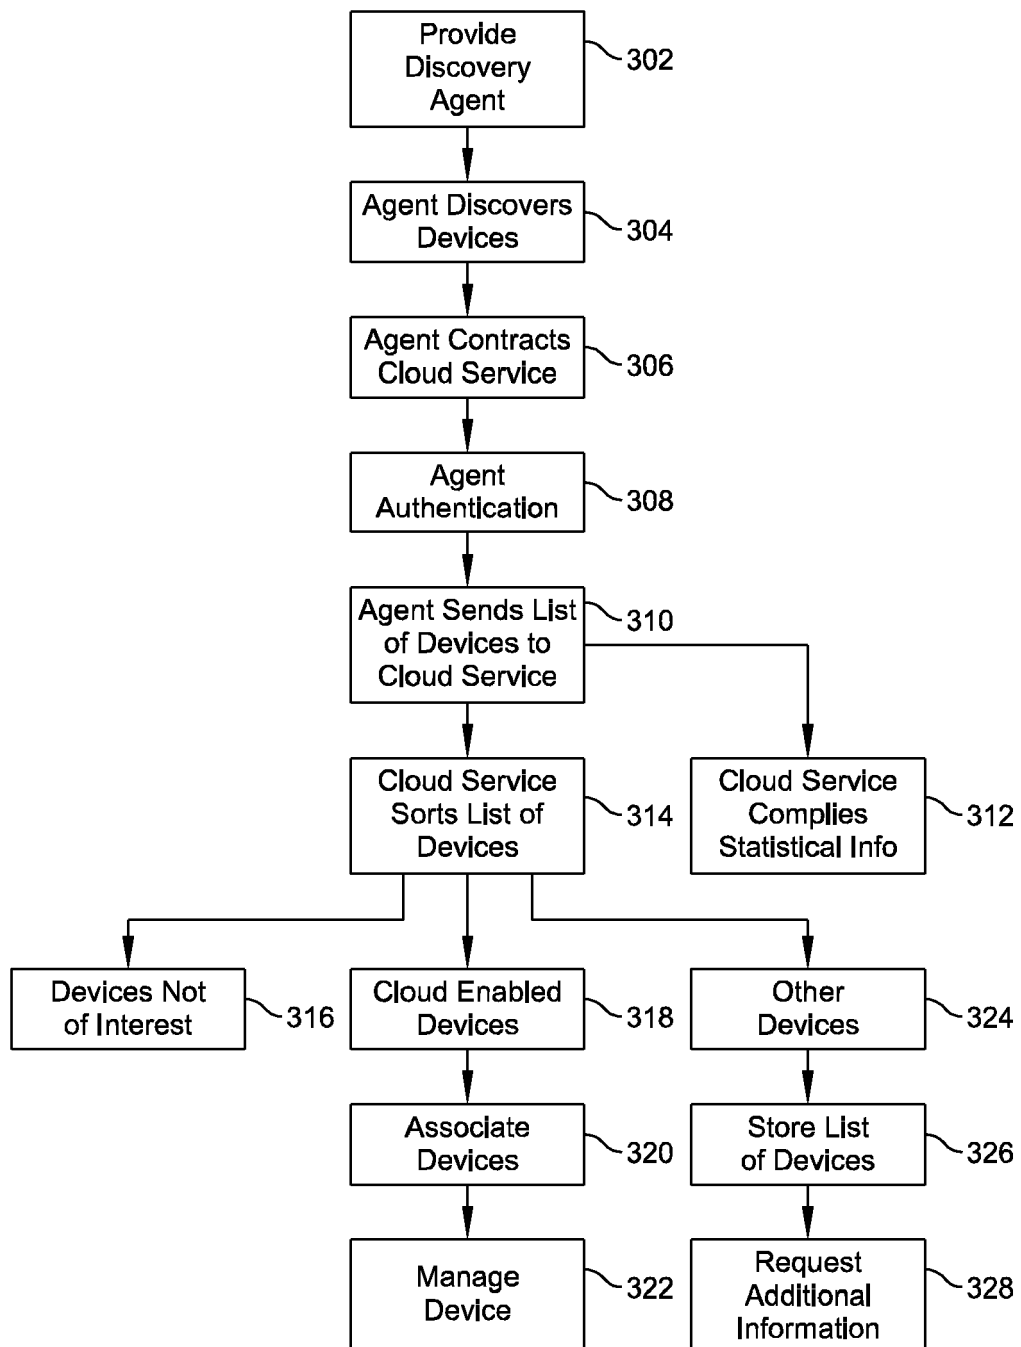 Provide
Discovery
Agent
302
Agent Discovers
Devices
304
Agent Contracts
Cloud Service
306
Agent
Authentication
308
Agent Sends List
of Devices to
Cloud Service
310
Cloud Service
Sorts List of
Devices
314
Cloud Service
Complies
Statistical Info
312
Devices Not
of Interest
316
Cloud Enabled
Devices
318
Other
Devices
324
Associate
Devices
320
Store List
of Devices
326
Manage
Device
322
Request
Additional
Information
328